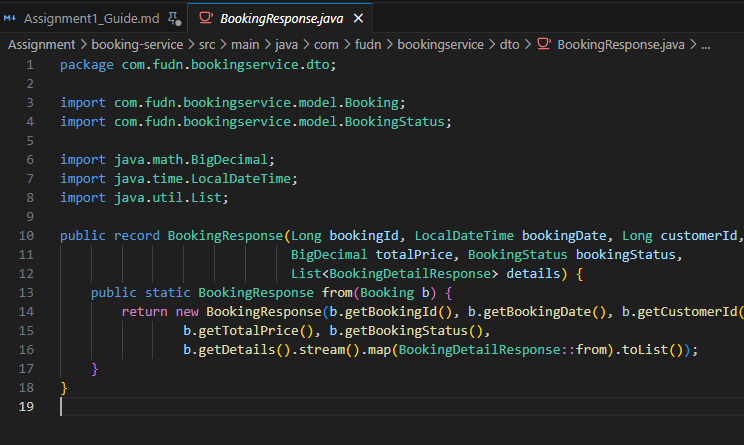 Assignment1_Guide.md
BookingResponse.java
Assignment > booking-service > src > main > java > com > fudn > bookingservice > dto > BookingResponse.java > ...
1 package com.fudn.bookingservice.dto;
2
3 import com.fudn.bookingservice.model.Booking;
4 import com.fudn.bookingservice.model.BookingStatus;
5
6 import java.math.BigDecimal;
7 import java.time.LocalDateTime;
8 import java.util.List;
9
10 public record BookingResponse(Long bookingId, LocalDateTime bookingDate, Long customerId,
11 BigDecimal totalPrice, BookingStatus bookingStatus,
12 List<BookingDetailResponse> details) {
13 public static BookingResponse from(Booking b) {
14 return new BookingResponse(b.getBookingId(), b.getBookingDate(), b.getCustomerId(
15 b.getTotalPrice(), b.getBookingStatus(),
16 b.getDetails().stream().map(BookingDetailResponse::from).toList());
17 }
18 }
19